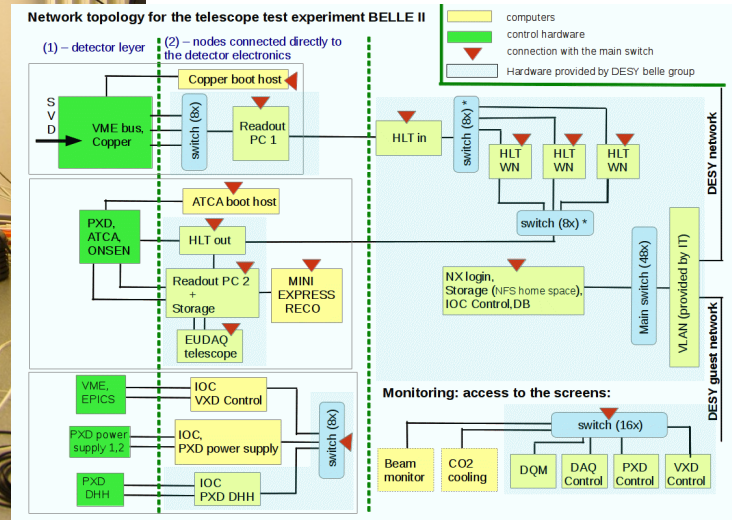 Network topology for the telescope test experiment BELLE II
computers
control hardware
connection with the main switch
Hardware provided by DESY belle group
(1) – detector leyer
(2) – nodes connected directly to
the detector electronics
Copper boot host
S
V
D
VME bus,
Copper
switch (8x)
Readout
PC 1
HLT in
switch (8x) *
HLT
WN
HLT
WN
HLT
WN
switch (8x) *
DESY network
ATCA boot host
PXD,
ATCA,
ONSEN
HLT out
Readout PC 2
+
Storage
MINI
EXPRESS
RECO
EUDAQ
telescope
NX login,
Storage (NFS home space),
IOC Control,DB
Main switch (48x)
VLAN (provided by IT)
DESY guest network
VME,
EPICS
IOC
VXD Control
PXD power
supply 1,2
IOC,
PXD power supply
PXD
DHH
IOC
PXD DHH
switch (8x)
Monitoring: access to the screens:
switch (16x)
Beam
monitor
CO2
cooling
DQM
DAQ
Control
PXD
Control
VXD
Control